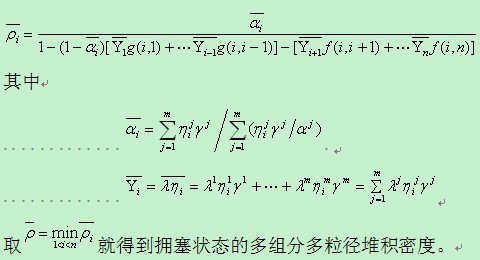 $\overline{\rho_i} = \dfrac{\overline{\alpha_i}}{1-(1-\overline{\alpha_i})[\overline{Y_1}g(i,1)+\cdots\overline{Y_{i-1}}g(i,i-1)]-[\overline{Y_{i+1}}f(i,i+1)+\cdots\overline{Y_n}f(i,n)]}$
其中
$\overline{\alpha_i} = \sum_{j=1}^{m}\eta_i^j\gamma^j \Big/ \sum_{j=1}^{m}(\eta_i^j\gamma^j/\alpha^j)$
$\overline{Y_i} = \overline{\lambda\eta_i} = \lambda^1\eta_i^1\gamma^1+\cdots+\lambda^m\eta_i^m\gamma^m = \sum_{j=1}^{m}\lambda^j\eta_i^j\gamma^j$
取 $\overline{\rho} = \min_{1<i<n}\overline{\rho_i}$ 就得到拥塞状态的多组分多粒径堆积密度。